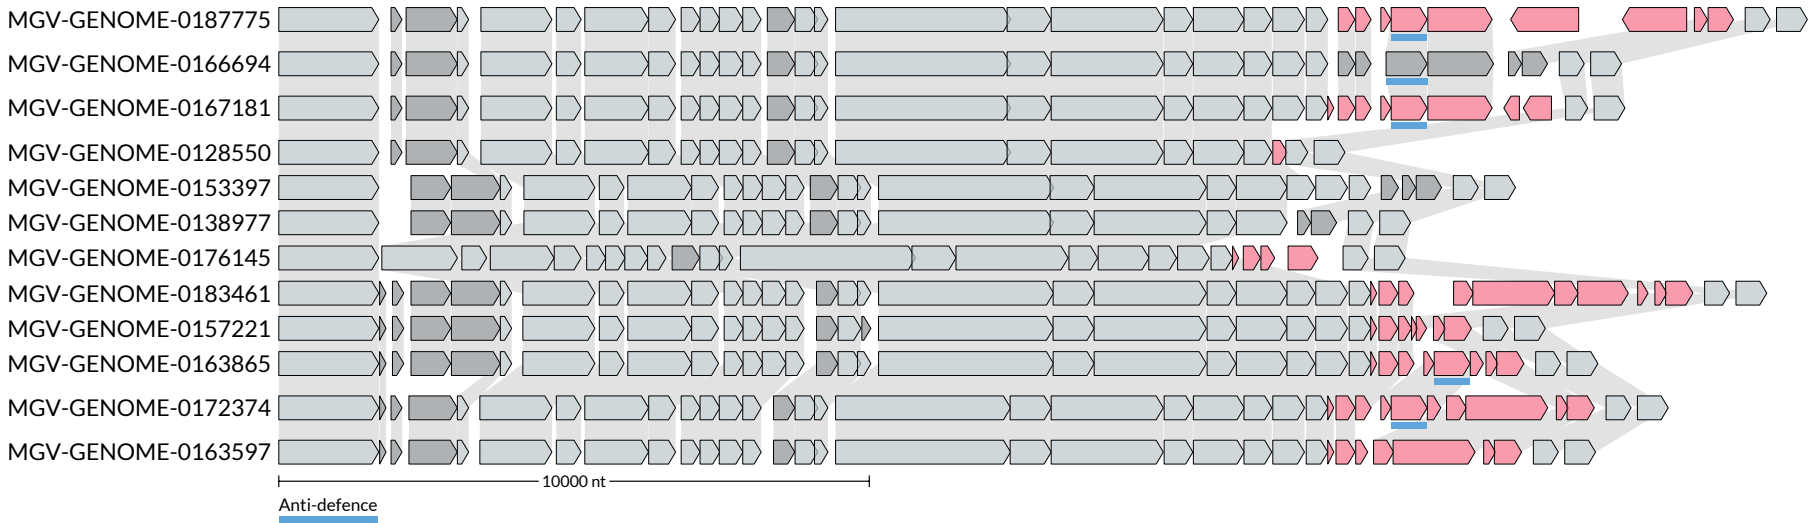 MGV-GENOME-0187775
MGV-GENOME-0166694
MGV-GENOME-0167181
MGV-GENOME-0128550
MGV-GENOME-0153397
MGV-GENOME-0138977
MGV-GENOME-0176145
MGV-GENOME-0183461
MGV-GENOME-0157221
MGV-GENOME-0163865
MGV-GENOME-0172374
MGV-GENOME-0163597
10000 nt
Anti-defence